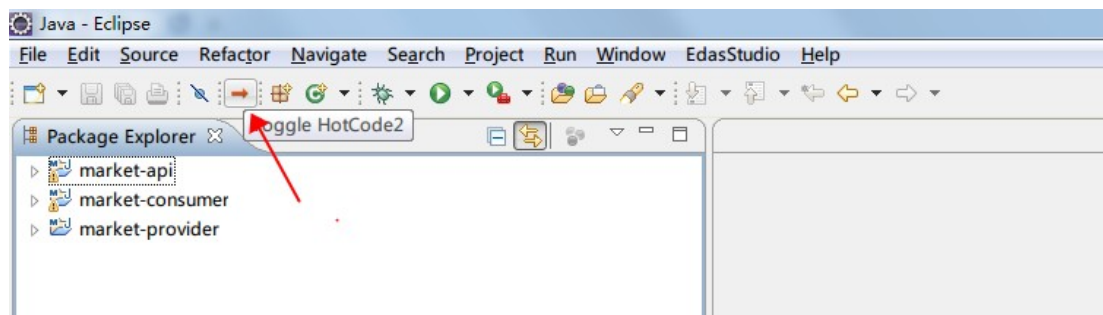 Java - Eclipse
File Edit Source Refactor Navigate Search Project Run Window EdasStudio Help
Package Explorer
oggle HotCode2
market-api
market-consumer
market-provider